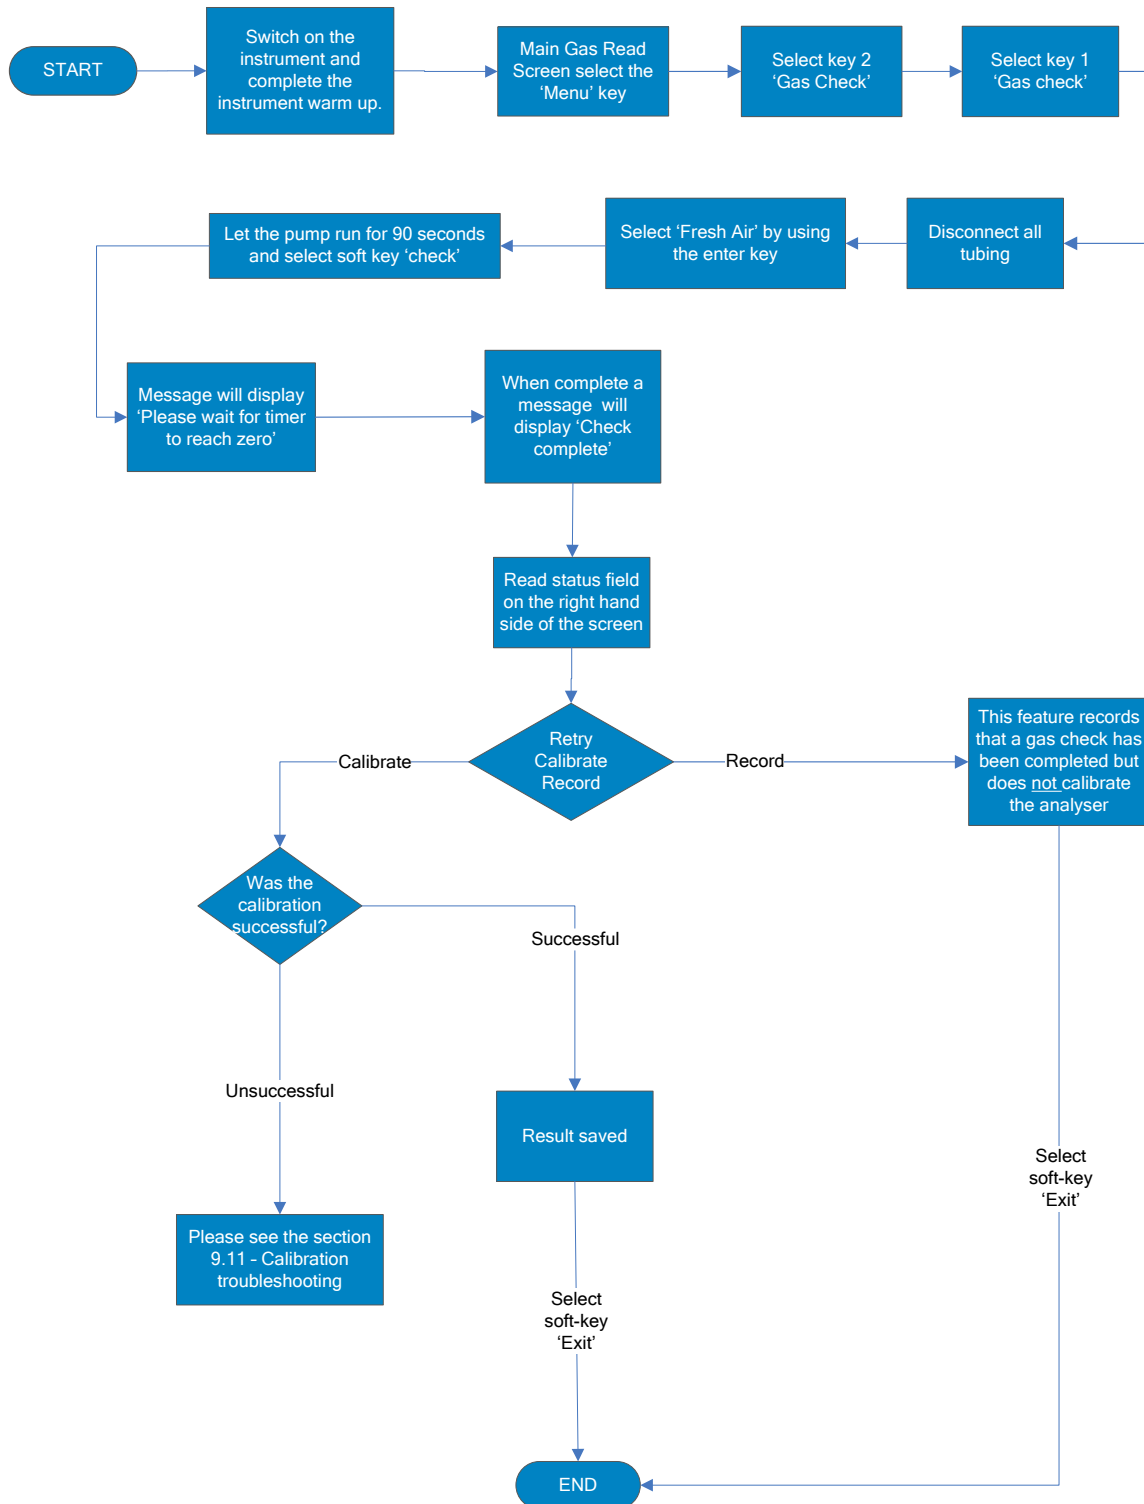 START
Switch on the
instrument and
complete the
instrument warm up.
Main Gas Read
Screen select the
‘Menu’ key
Select key 2
‘Gas Check’
Select key 1
‘Gas check’
Disconnect all
tubing
Select ‘Fresh Air’ by using
the enter key
Let the pump run for 90 seconds
and select soft key ‘check’
Message will display
‘Please wait for timer
to reach zero’
When complete a
message will
display ‘Check
complete’
Read status field
on the right hand
side of the screen
Retry
Calibrate
Record
Calibrate
Record
This feature records
that a gas check has
been completed but
does not calibrate
the analyser
Was the
calibration
successful?
Successful
Unsuccessful
Result saved
Please see the section
9.11 - Calibration
troubleshooting
Select
soft-key
‘Exit’
Select
soft-key
‘Exit’
END